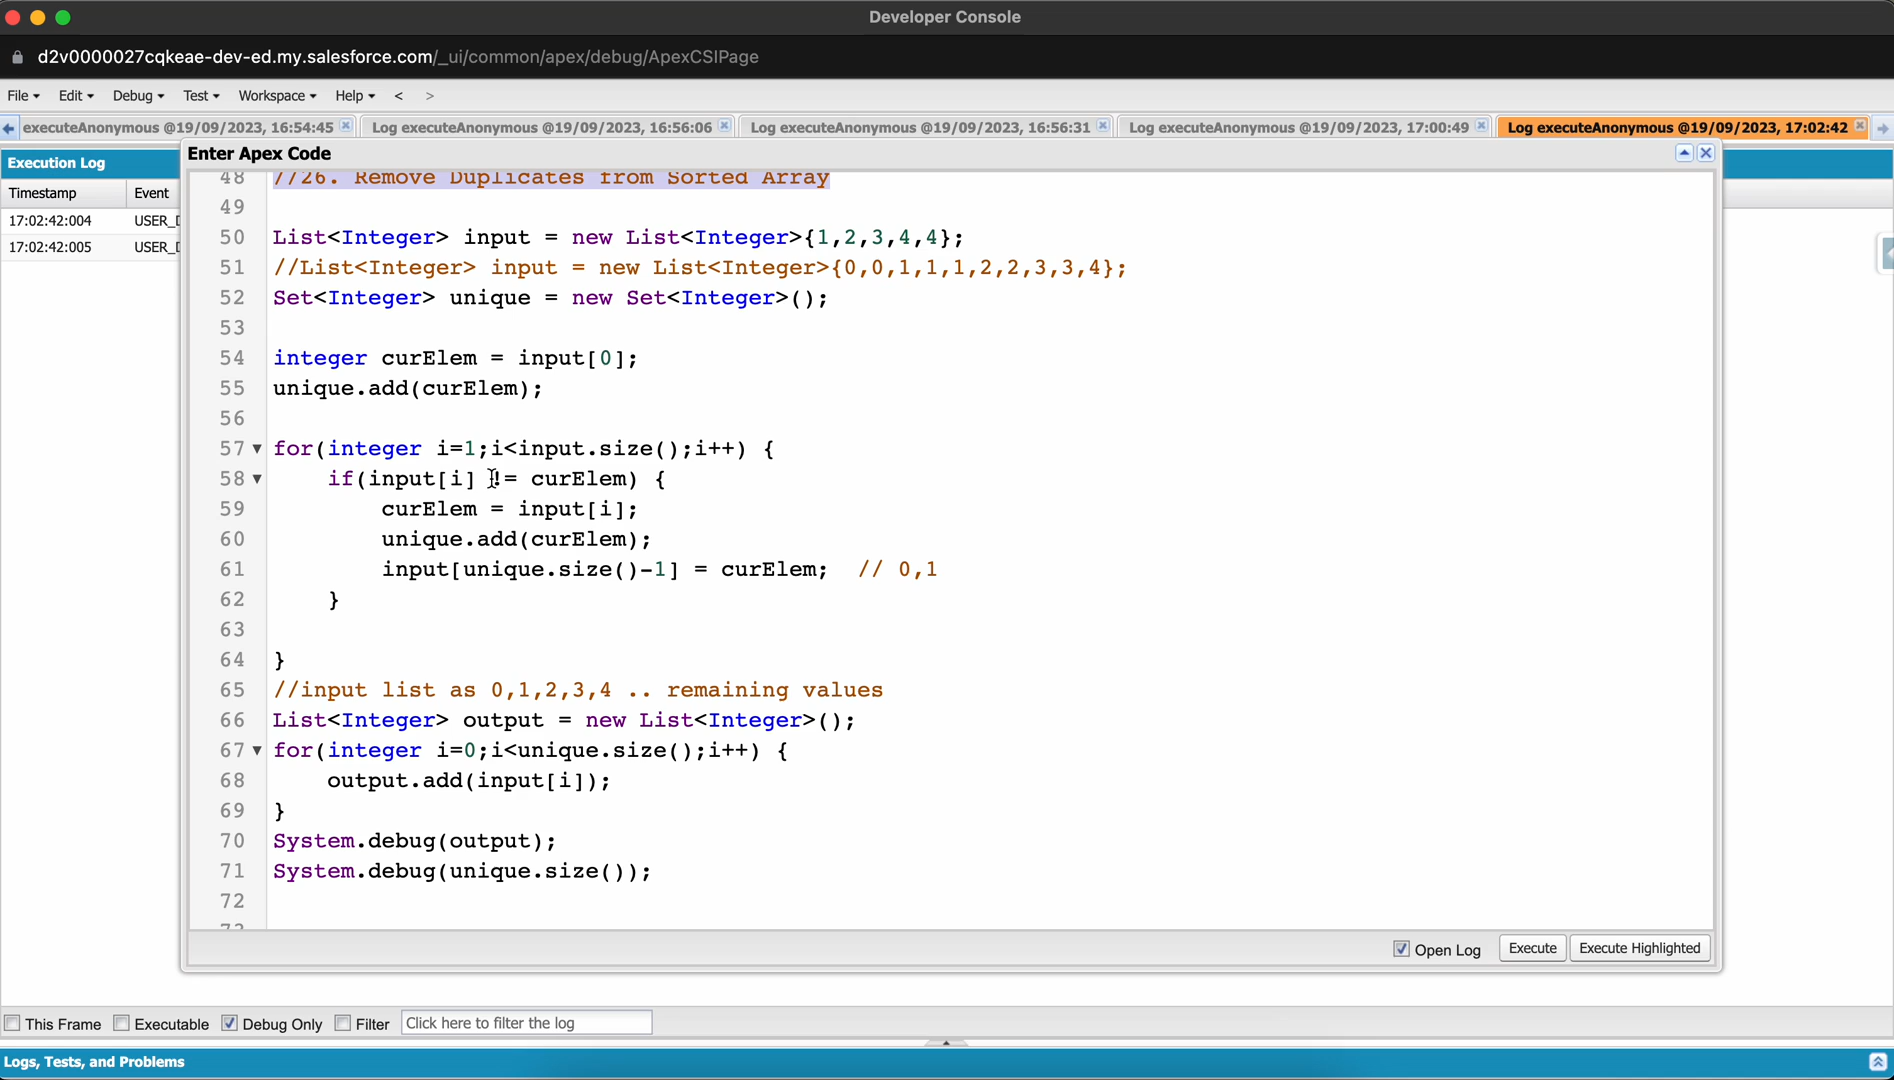 Developer Console
d2v0000027cqkeae-dev-ed.my.salesforce.com/_ui/common/apex/debug/ApexCSIPage
File Edit Debug Test Workspace Help < >
executeAnonymous @19/09/2023, 16:54:45 Log executeAnonymous @19/09/2023, 16:56:06 Log executeAnonymous @19/09/2023, 16:56:31 Log executeAnonymous @19/09/2023, 17:00:49 Log executeAnonymous @19/09/2023, 17:02:42
Execution Log
Timestamp Event
17:02:42:004 USER_
17:02:42:005 USER_
Enter Apex Code
48 //26. Remove Duplicates from Sorted Array
49
50 List<Integer> input = new List<Integer>{1,2,3,4,4};
51 //List<Integer> input = new List<Integer>{0,0,1,1,1,2,2,3,3,4};
52 Set<Integer> unique = new Set<Integer>();
53
54 integer curElem = input[0];
55 unique.add(curElem);
56
57 for(integer i=1;i<input.size();i++) {
58 if(input[i] != curElem) {
59 curElem = input[i];
60 unique.add(curElem);
61 input[unique.size()-1] = curElem; // 0,1
62 }
63
64 }
65 //input list as 0,1,2,3,4 .. remaining values
66 List<Integer> output = new List<Integer>();
67 for(integer i=0;i<unique.size();i++) {
68 output.add(input[i]);
69 }
70 System.debug(output);
71 System.debug(unique.size());
72
Open Log Execute Execute Highlighted
This Frame Executable Debug Only Filter Click here to filter the log
Logs, Tests, and Problems